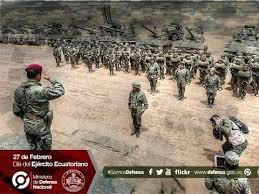 27 de Febrero
Día del Ejército Ecuatoriano
Ministerio
de Defensa
Nacional
#SomosDefensa
flickr
www.defensa.gob.ec